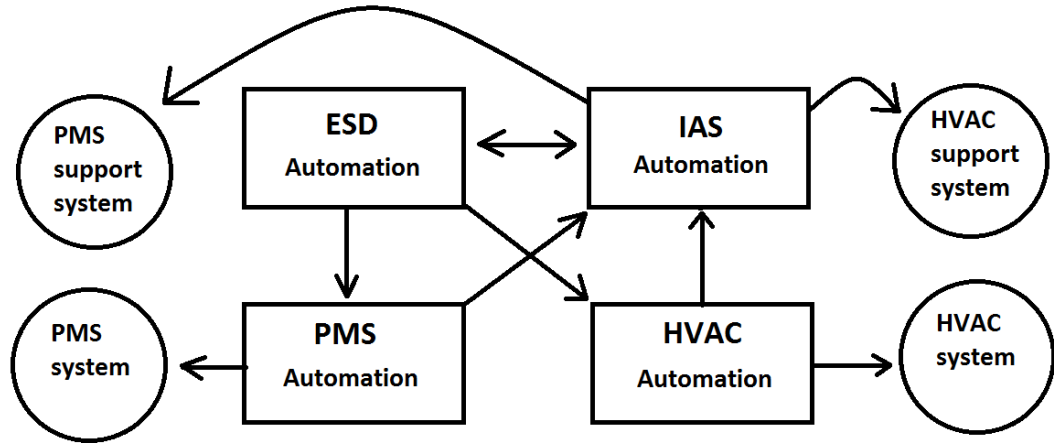 PMS
support
system
ESD
Automation
IAS
Automation
HVAC
support
system
PMS
system
PMS
Automation
HVAC
Automation
HVAC
system